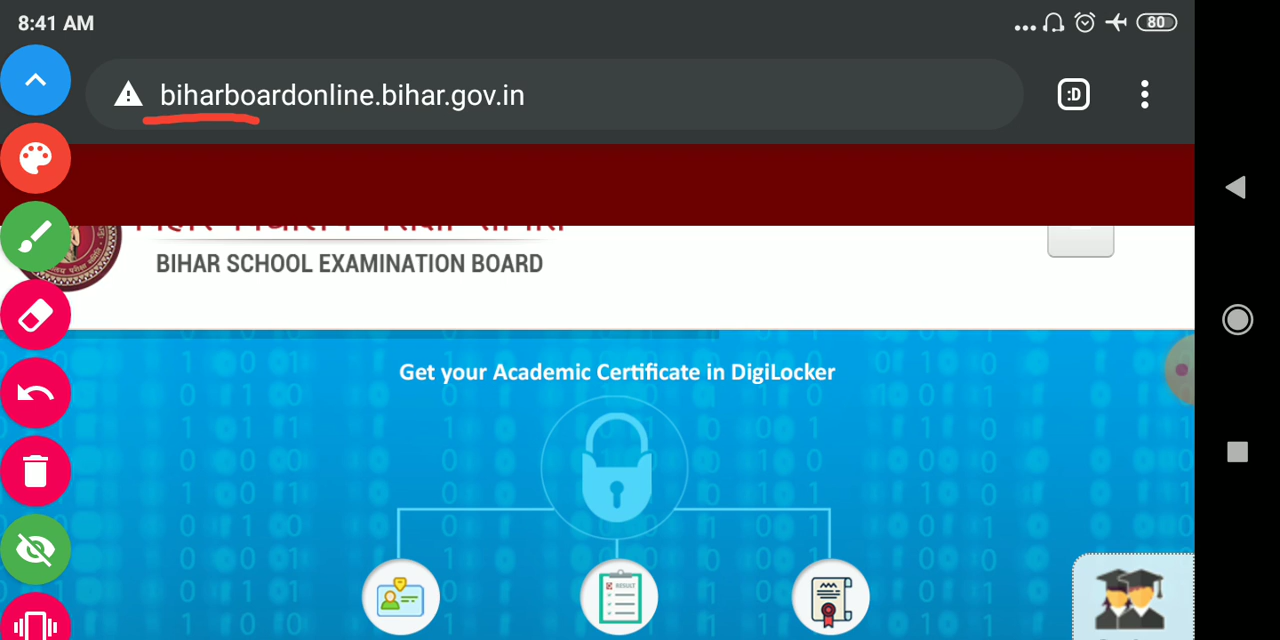 8:41 AM
80
biharboardonline.bihar.gov.in
:D
BIHAR SCHOOL EXAMINATION BOARD
Get your Academic Certificate in DigiLocker
RESULT